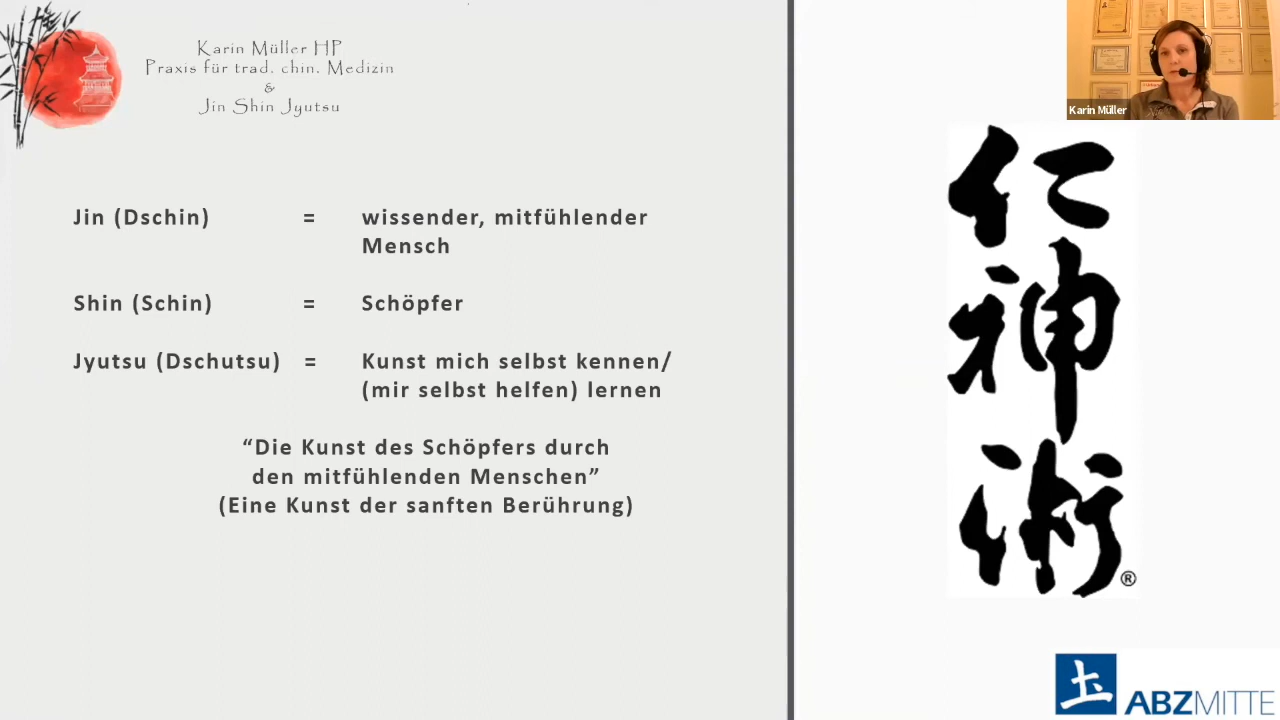 Karin Müller HP
Praxis für trad. chin. Medizin
&
Jin Shin Jyutsu
Karin Müller
Jin (Dschin) = wissender, mitfühlender
Mensch
Shin (Schin) = Schöpfer
Jyutsu (Dschutsu) = Kunst mich selbst kennen/
(mir selbst helfen) lernen
“Die Kunst des Schöpfers durch
den mitfühlenden Menschen”
(Eine Kunst der sanften Berührung)
仁
神
術
®
土 ABZMITTE